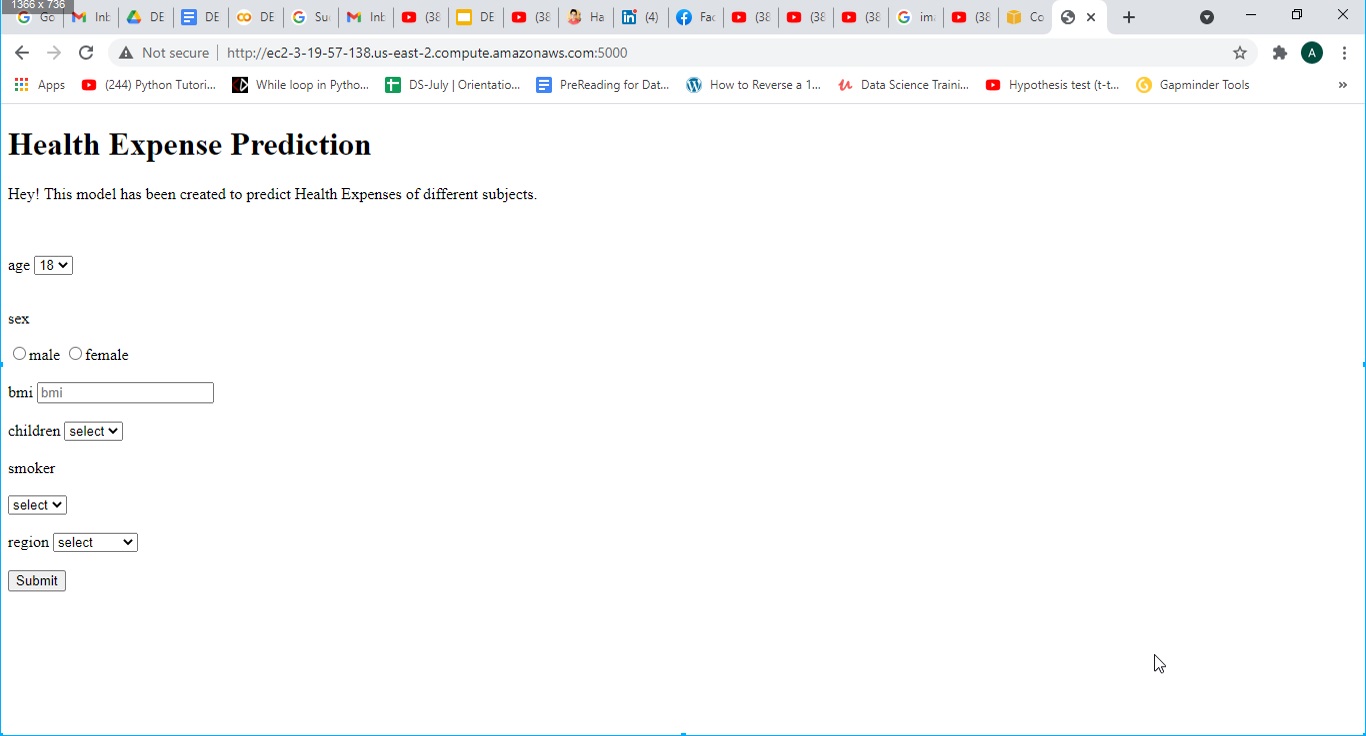 1366 x 736
Go Inb DE DE DE Su Inb (38 DE (38 Ha (4) Fac (38 (38 (38 im (38 Co
Not secure http://ec2-3-19-57-138.us-east-2.compute.amazonaws.com:5000 A
Apps (244) Python Tutori... While loop in Pytho... DS-July | Orientatio... PreReading for Dat... How to Reverse a 1... Data Science Traini... Hypothesis test (t-t... Gapminder Tools »
Health Expense Prediction
Hey! This model has been created to predict Health Expenses of different subjects.
age 18
sex
male female
bmi bmi
children select
smoker
select
region select
Submit